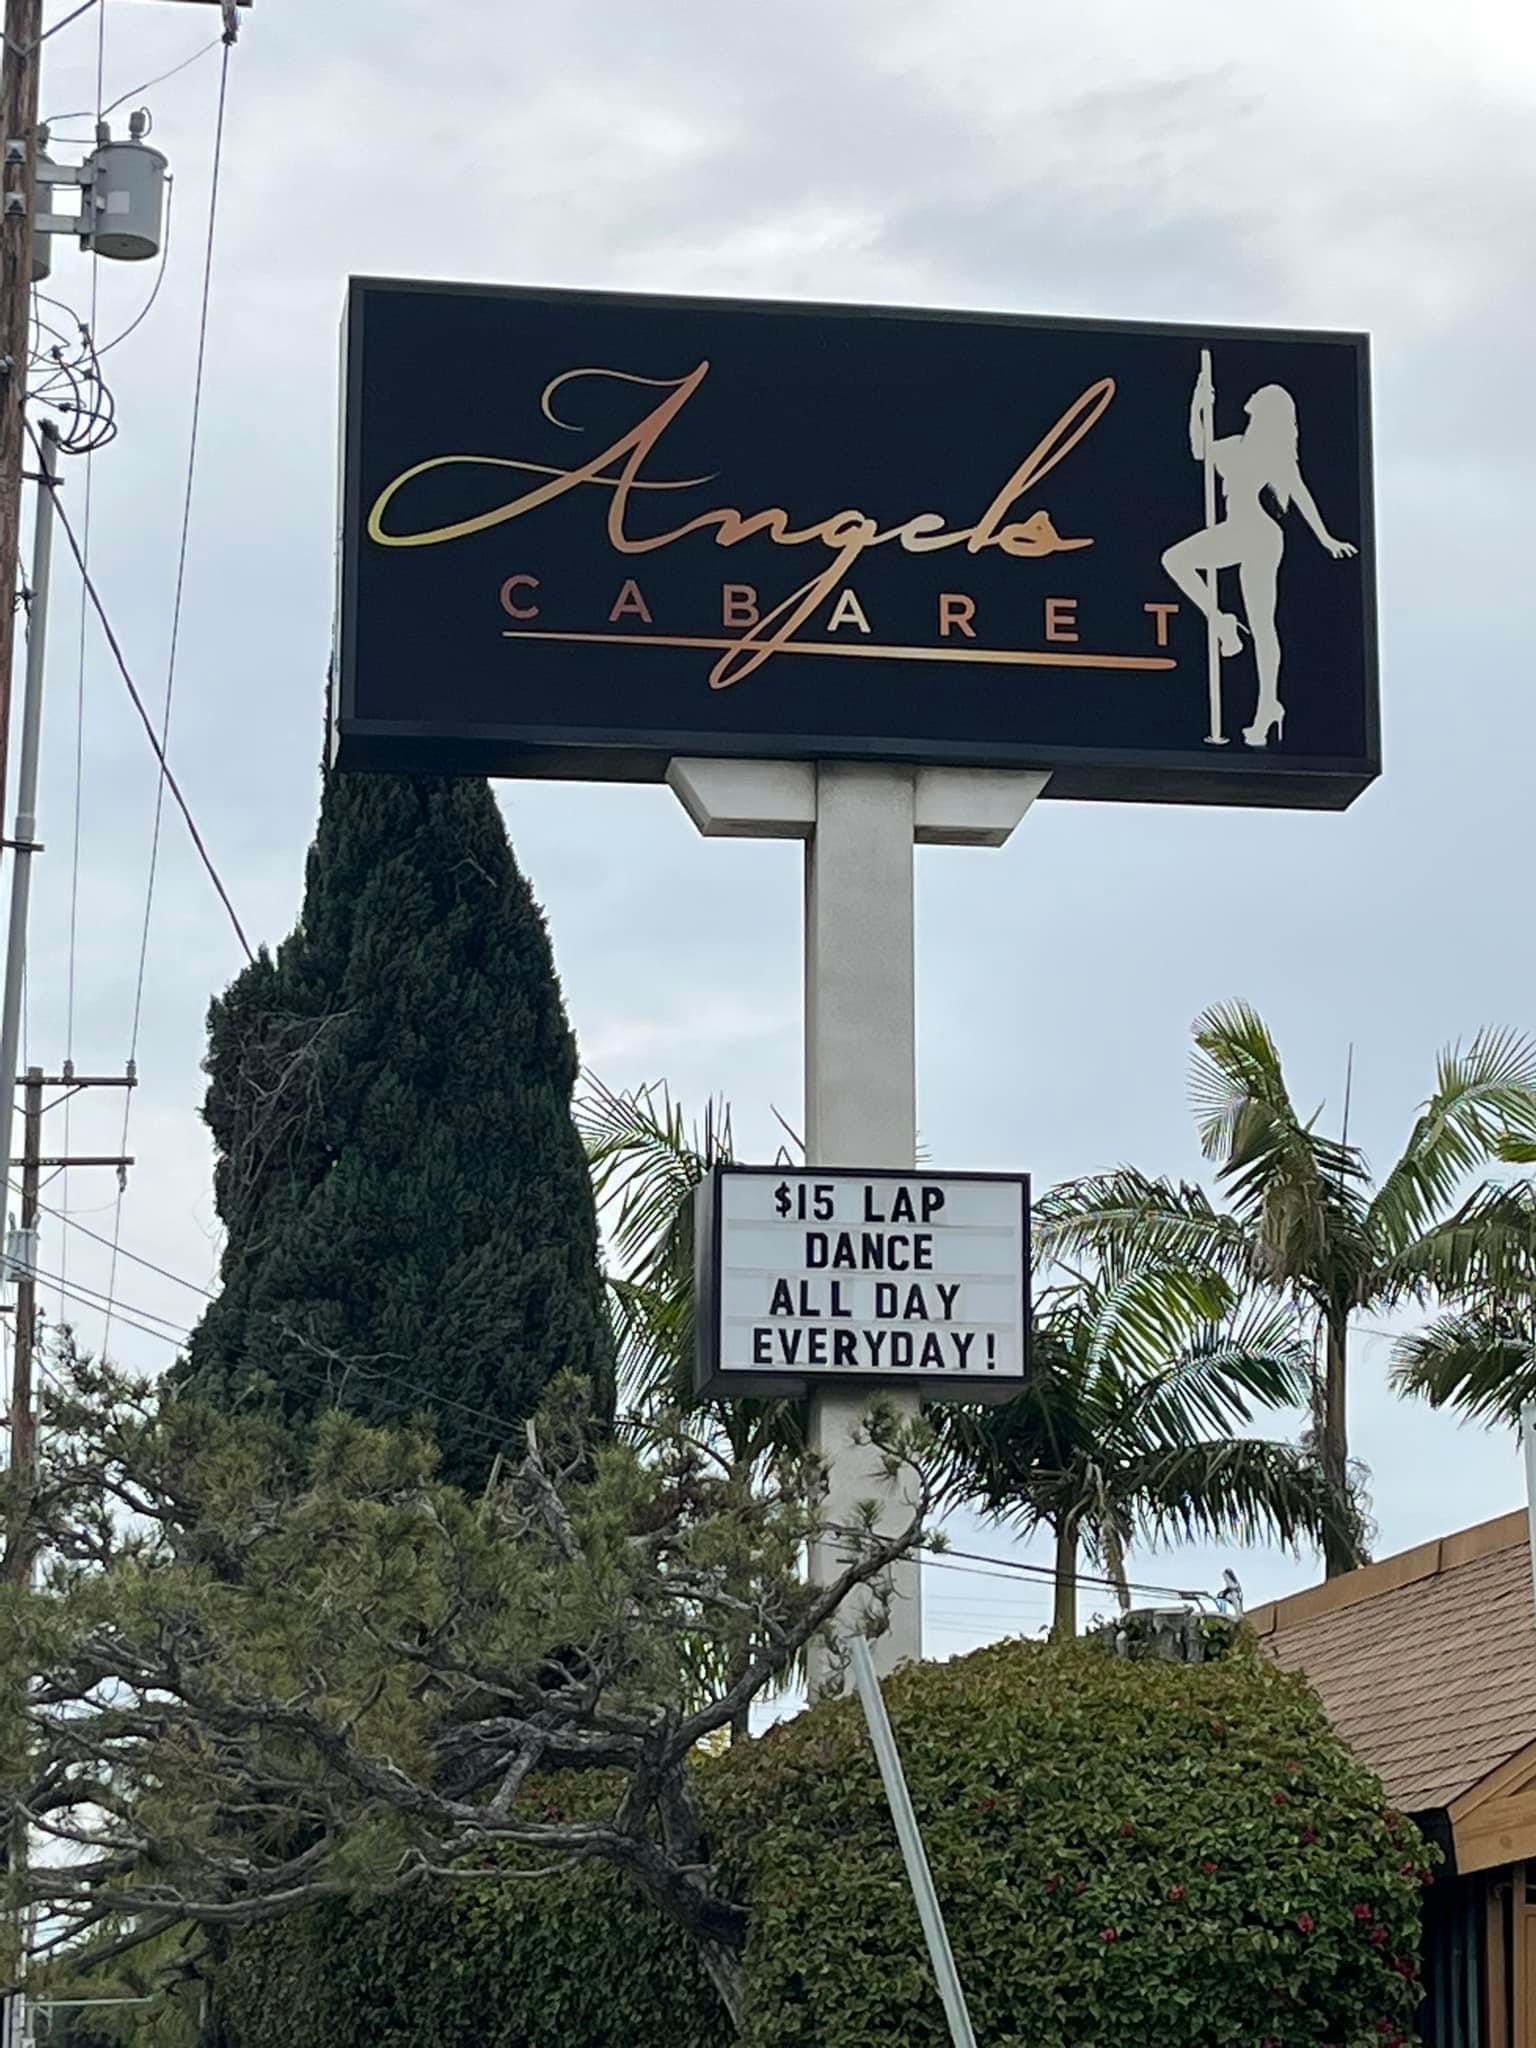 Angels
CABARET
$15 LAP
DANCE
ALL DAY
EVERYDAY!